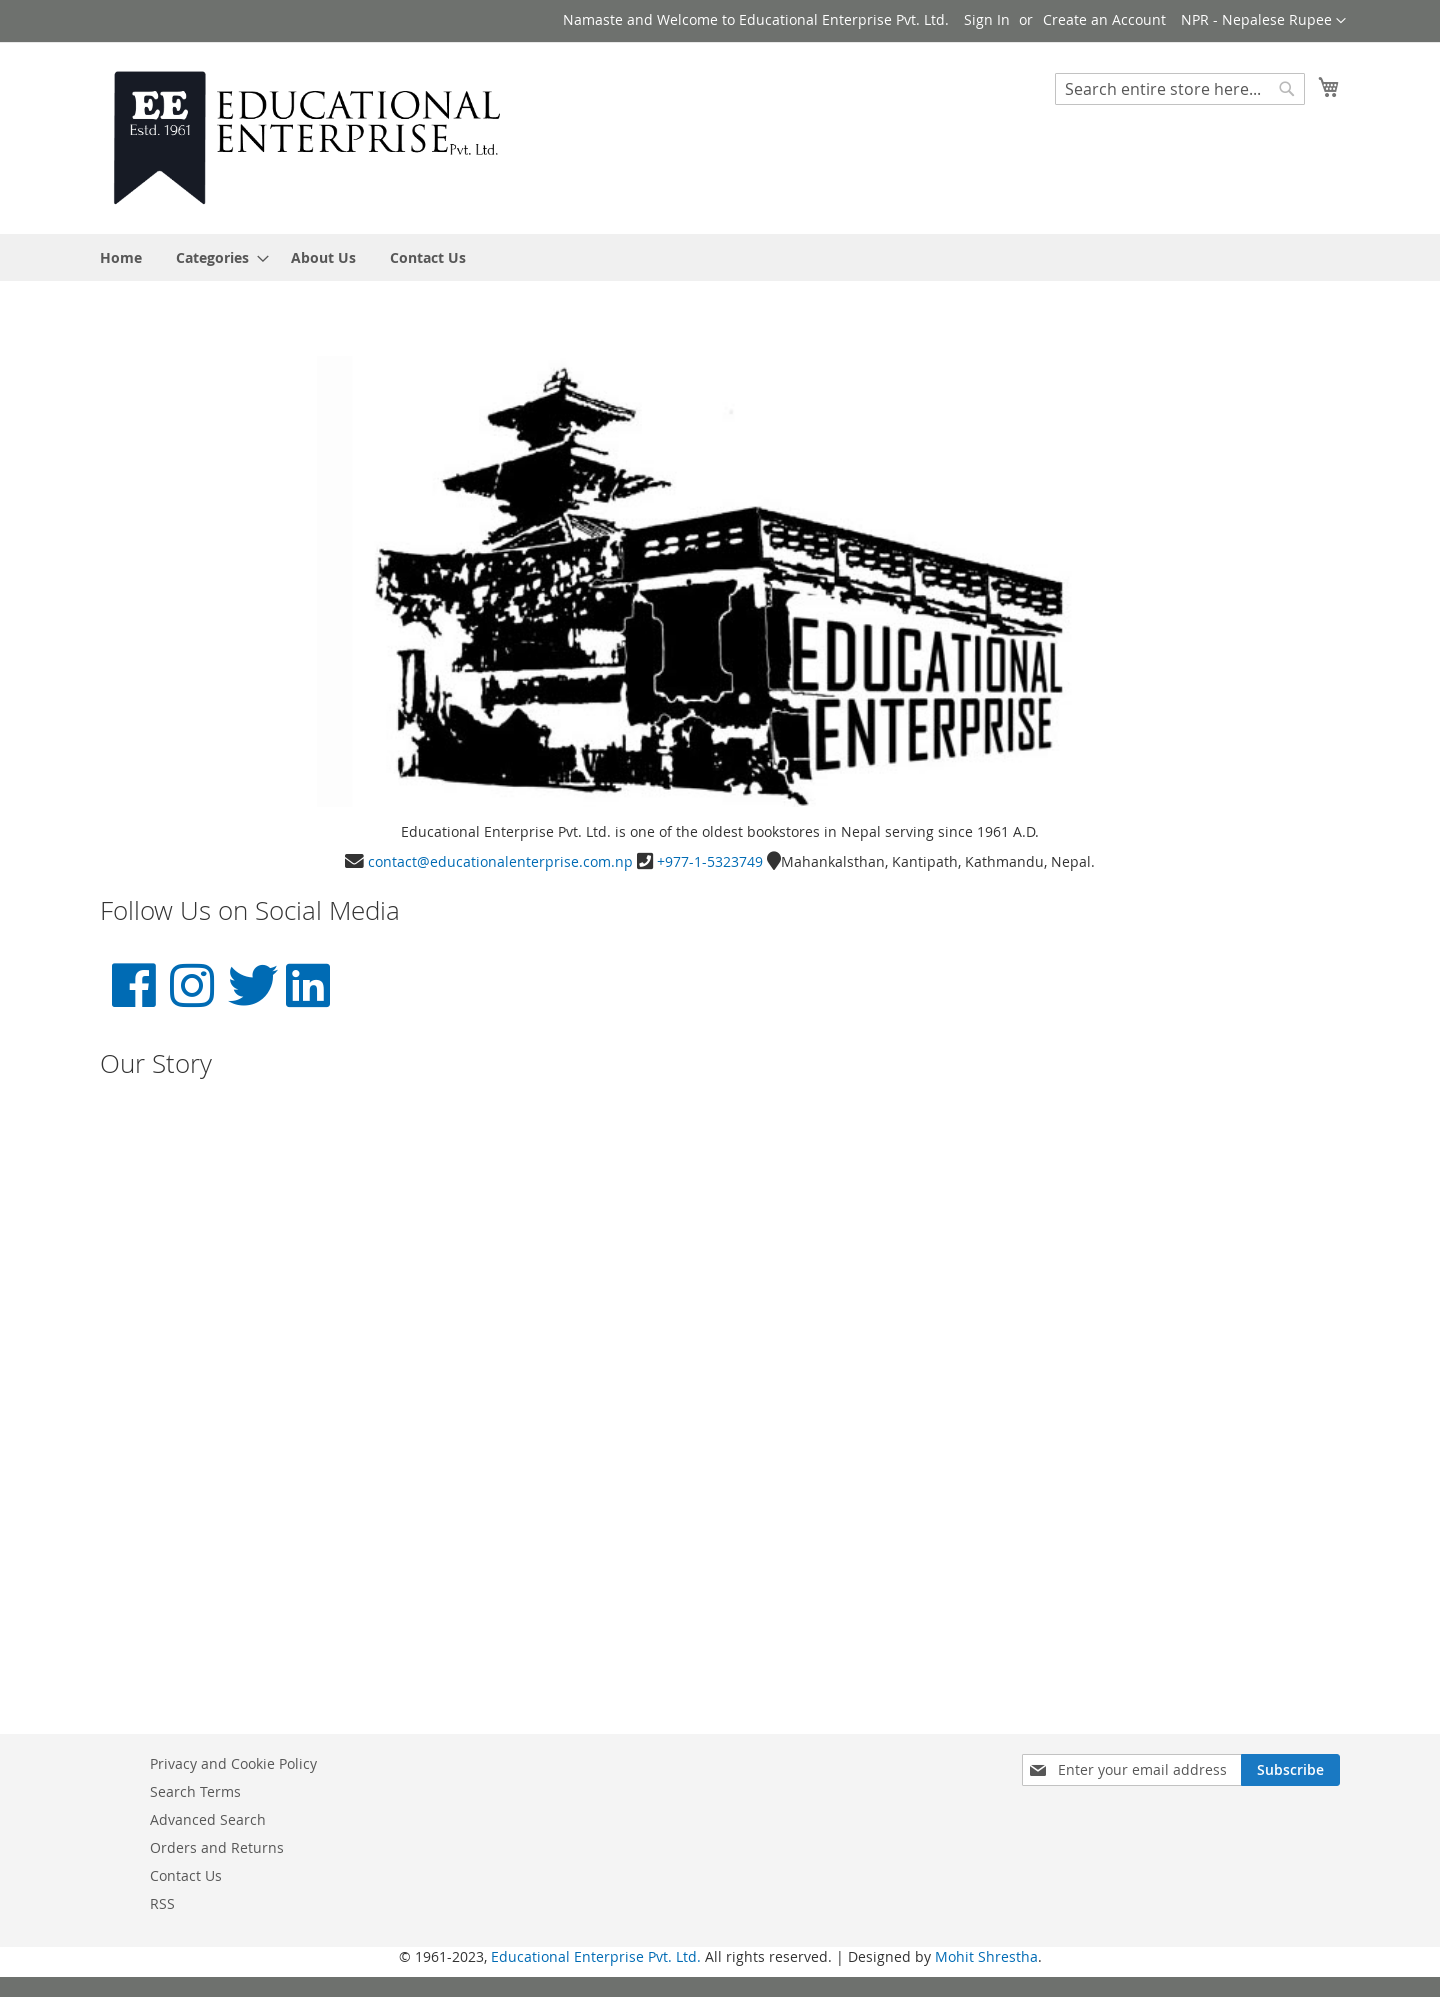 Namaste and Welcome to Educational Enterprise Pvt. Ltd. Sign In or Create an Account NPR - Nepalese Rupee
EE
Estd. 1961
EDUCATIONAL
ENTERPRISE Pvt. Ltd.
Search entire store here...
Home Categories About Us Contact Us
EDUCATIONAL
ENTERPRISE
Educational Enterprise Pvt. Ltd. is one of the oldest bookstores in Nepal serving since 1961 A.D.
contact@educationalenterprise.com.np +977-1-5323749 Mahankalsthan, Kantipath, Kathmandu, Nepal.
Follow Us on Social Media
Our Story
Privacy and Cookie Policy
Search Terms
Advanced Search
Orders and Returns
Contact Us
RSS
Enter your email address Subscribe
© 1961-2023, Educational Enterprise Pvt. Ltd. All rights reserved. | Designed by Mohit Shrestha.